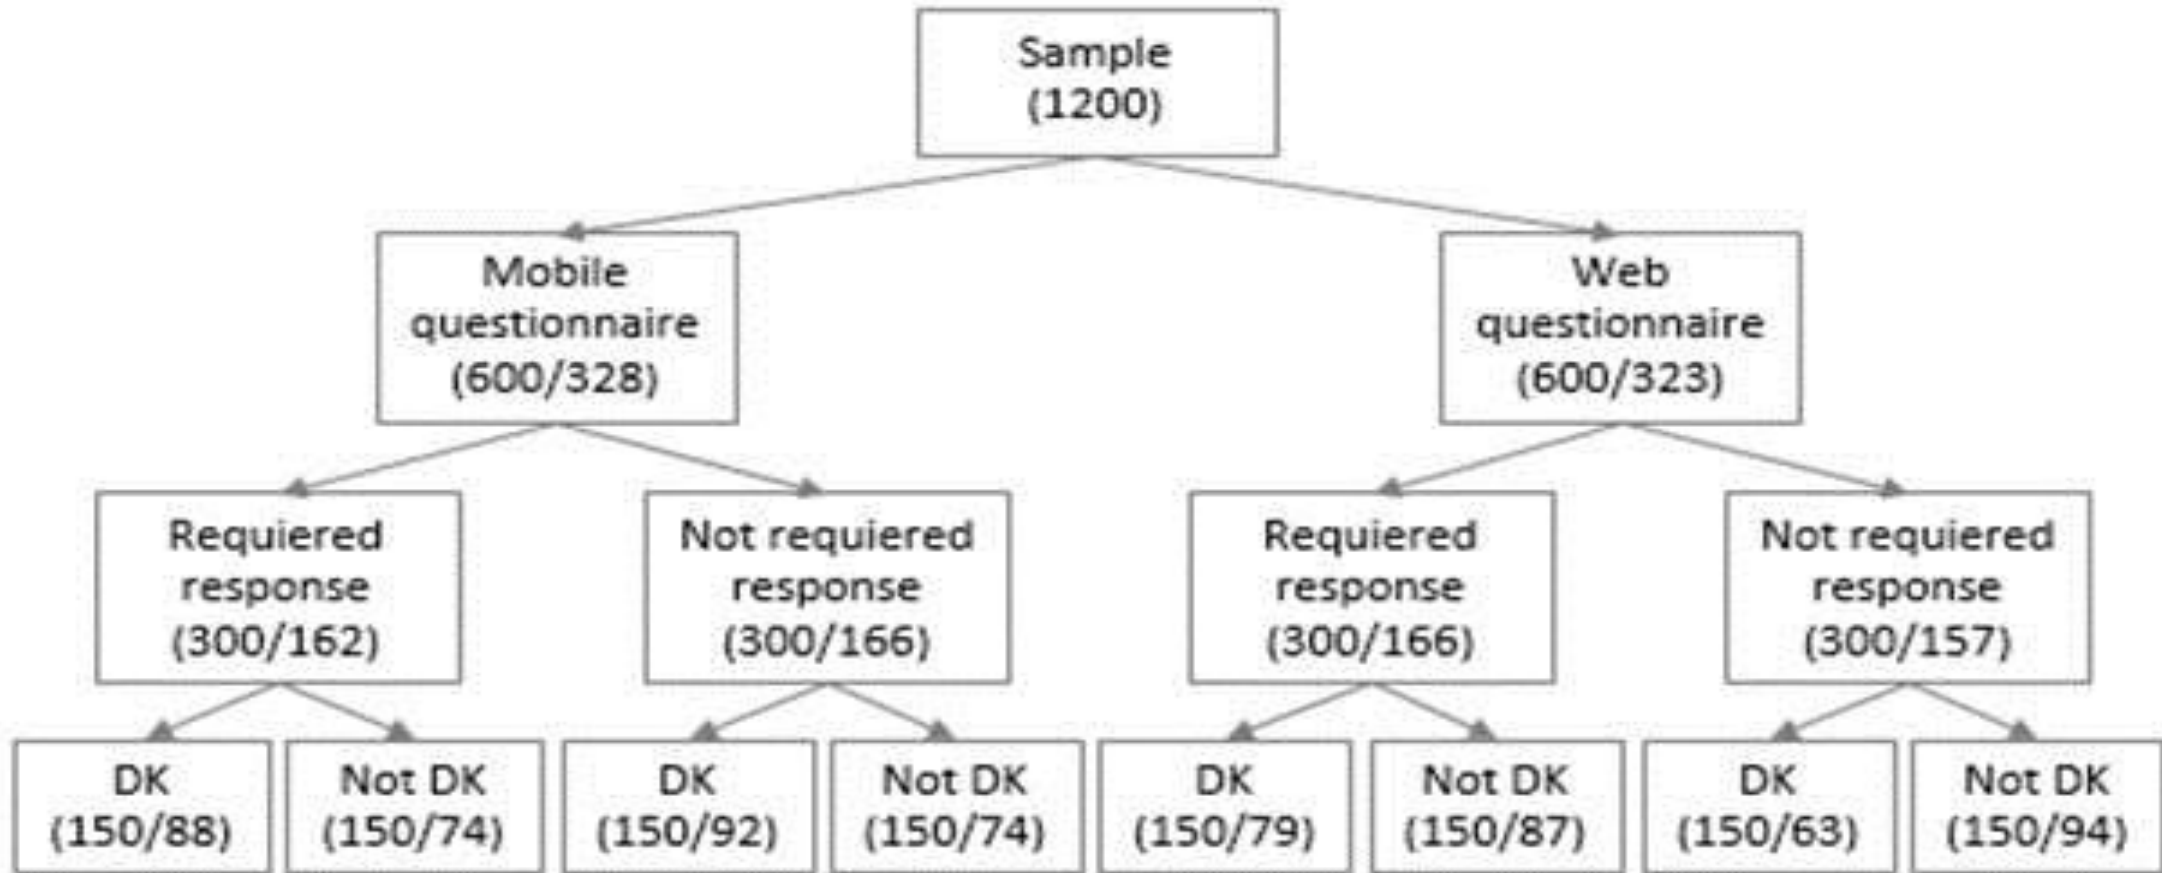 Sample
(1200)
Mobile
questionnaire
(600/328)
Web
questionnaire
(600/323)
Requiered
response
(300/162)
Not requiered
response
(300/166)
Requiered
response
(300/166)
Not requiered
response
(300/157)
DK
(150/88)
Not DK
(150/74)
DK
(150/92)
Not DK
(150/74)
DK
(150/79)
Not DK
(150/87)
DK
(150/63)
Not DK
(150/94)